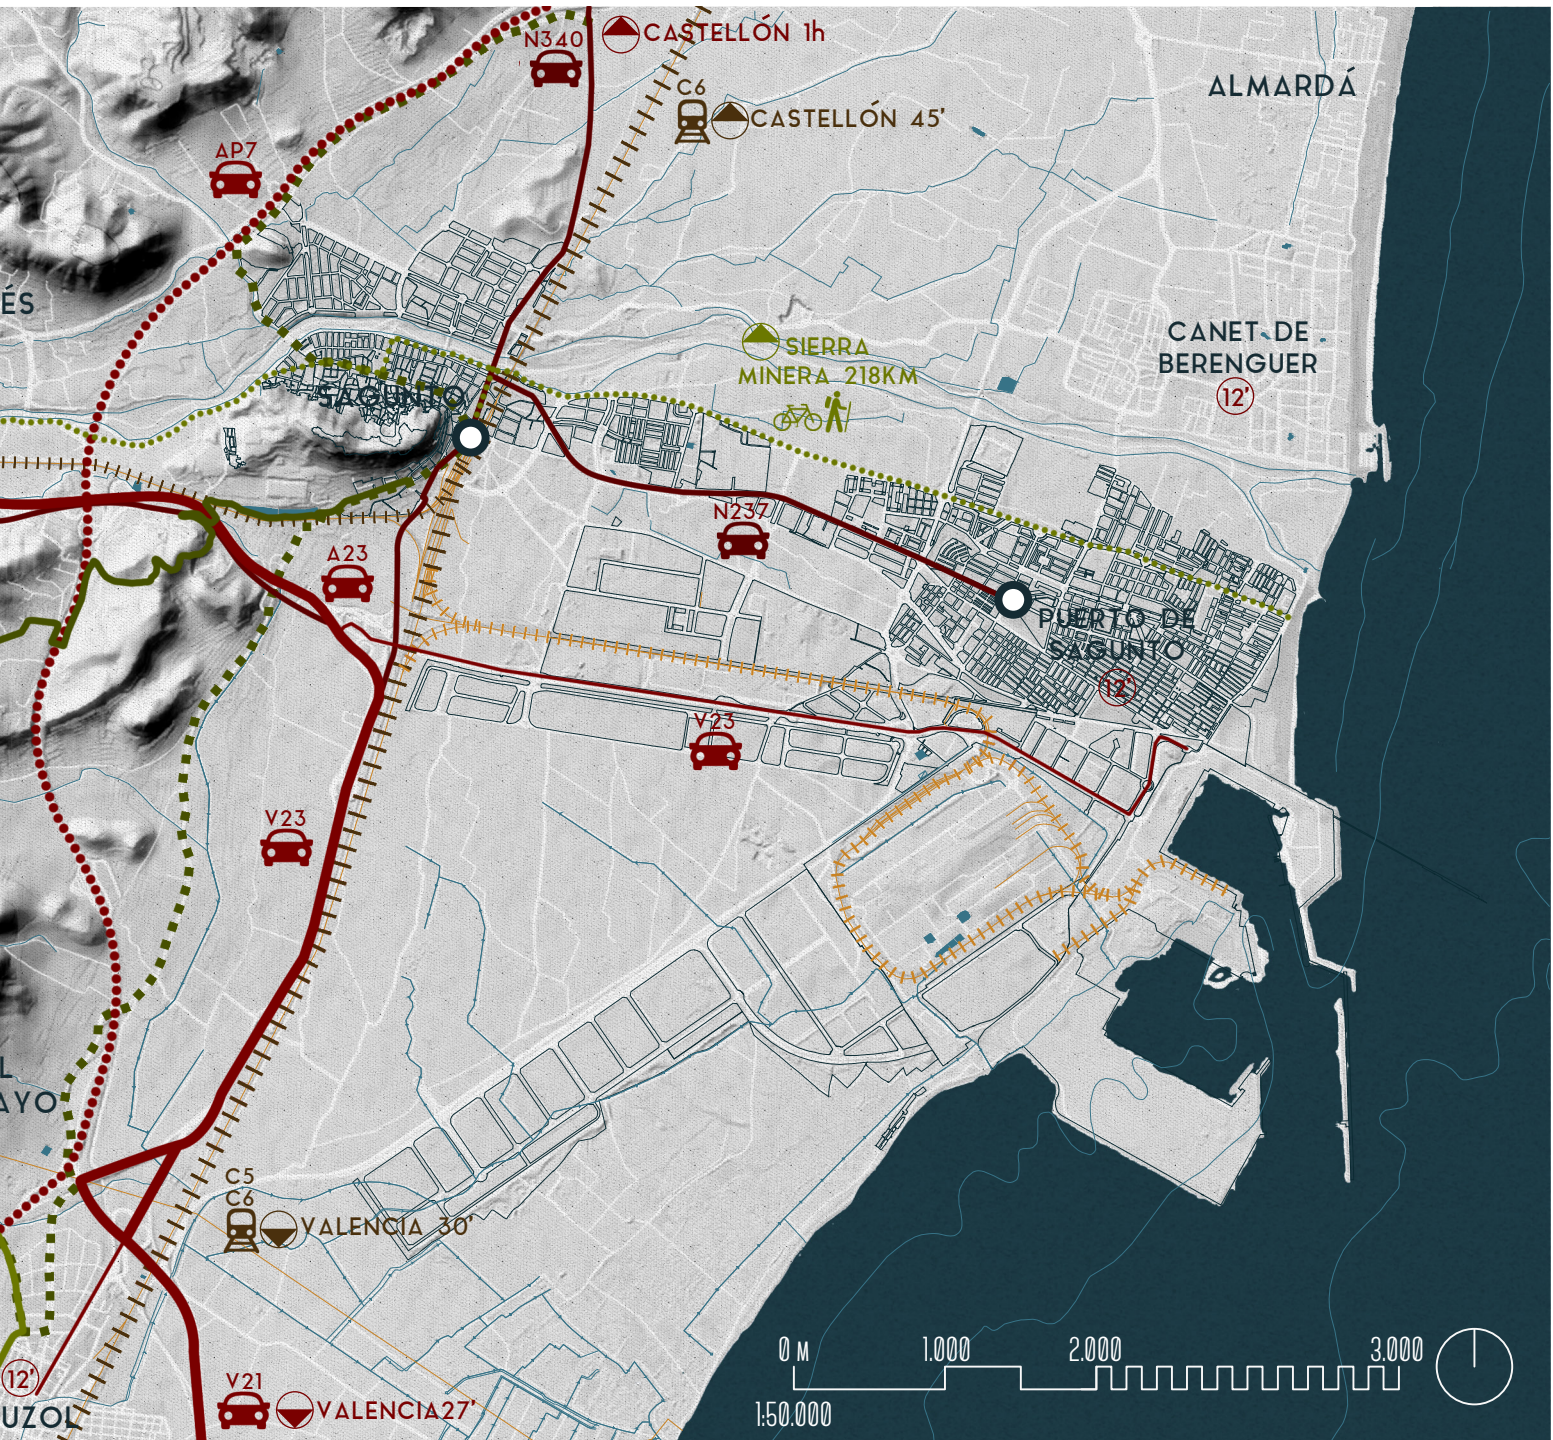 CASTELLÓN 1h
N340
ALMARDÁ
C6
CASTELLÓN 45'
AP7
ÉS
CANET DE
BERENGUER
12'
SIERRA
MINERA 218KM
SAGUNTO
N237
A23
PUERTO DE
SAGUNTO
12'
V23
V23
L
AYO
C5
C6
VALENCIA 30'
0 M
1.000
2.000
3.000
12'
UZOL
V21
VALENCIA27'
1:50.000